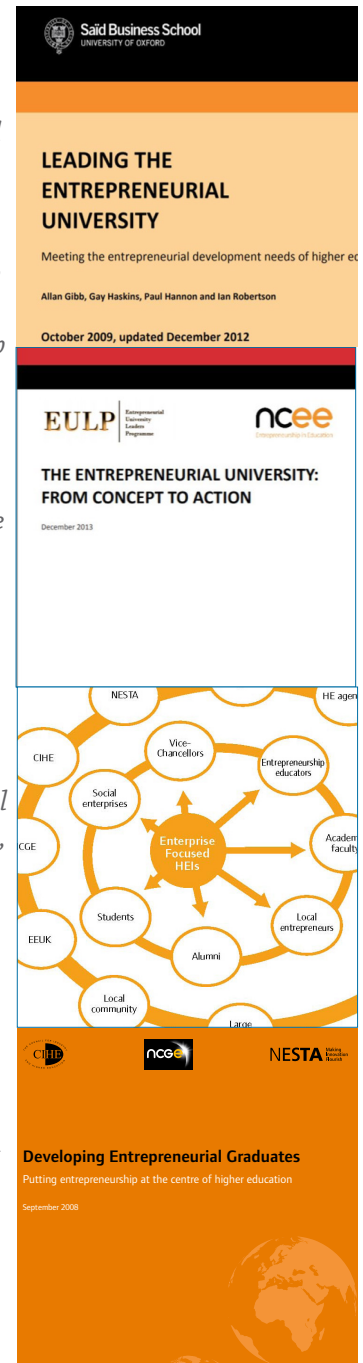 Saïd Business School
UNIVERSITY OF OXFORD
LEADING THE
ENTREPRENEURIAL
UNIVERSITY
Meeting the entrepreneurial development needs of higher
Allan Gibb, Gay Haskins, Paul Hannon and Ian Robertson
October 2009, updated December 2012
EULP
Entrepreneurial
University
Leaders
Programme
ncee
Entrepreneurship in Education
THE ENTREPRENEURIAL UNIVERSITY:
FROM CONCEPT TO ACTION
December 2013
NESTA
HE
CIHE
Vice-
Chancellors
Entrepreneurship
educators
Social
enterprises
Enterprise
Focused
HEIs
faculty
Students
Local
entrepreneurs
EEUK
Alumni
Local
community
Large
CIHE
ncge
NESTA
Making
Innovation
Flourish
Developing Entrepreneurial Graduates
Putting entrepreneurship at the centre of higher education
September 2008